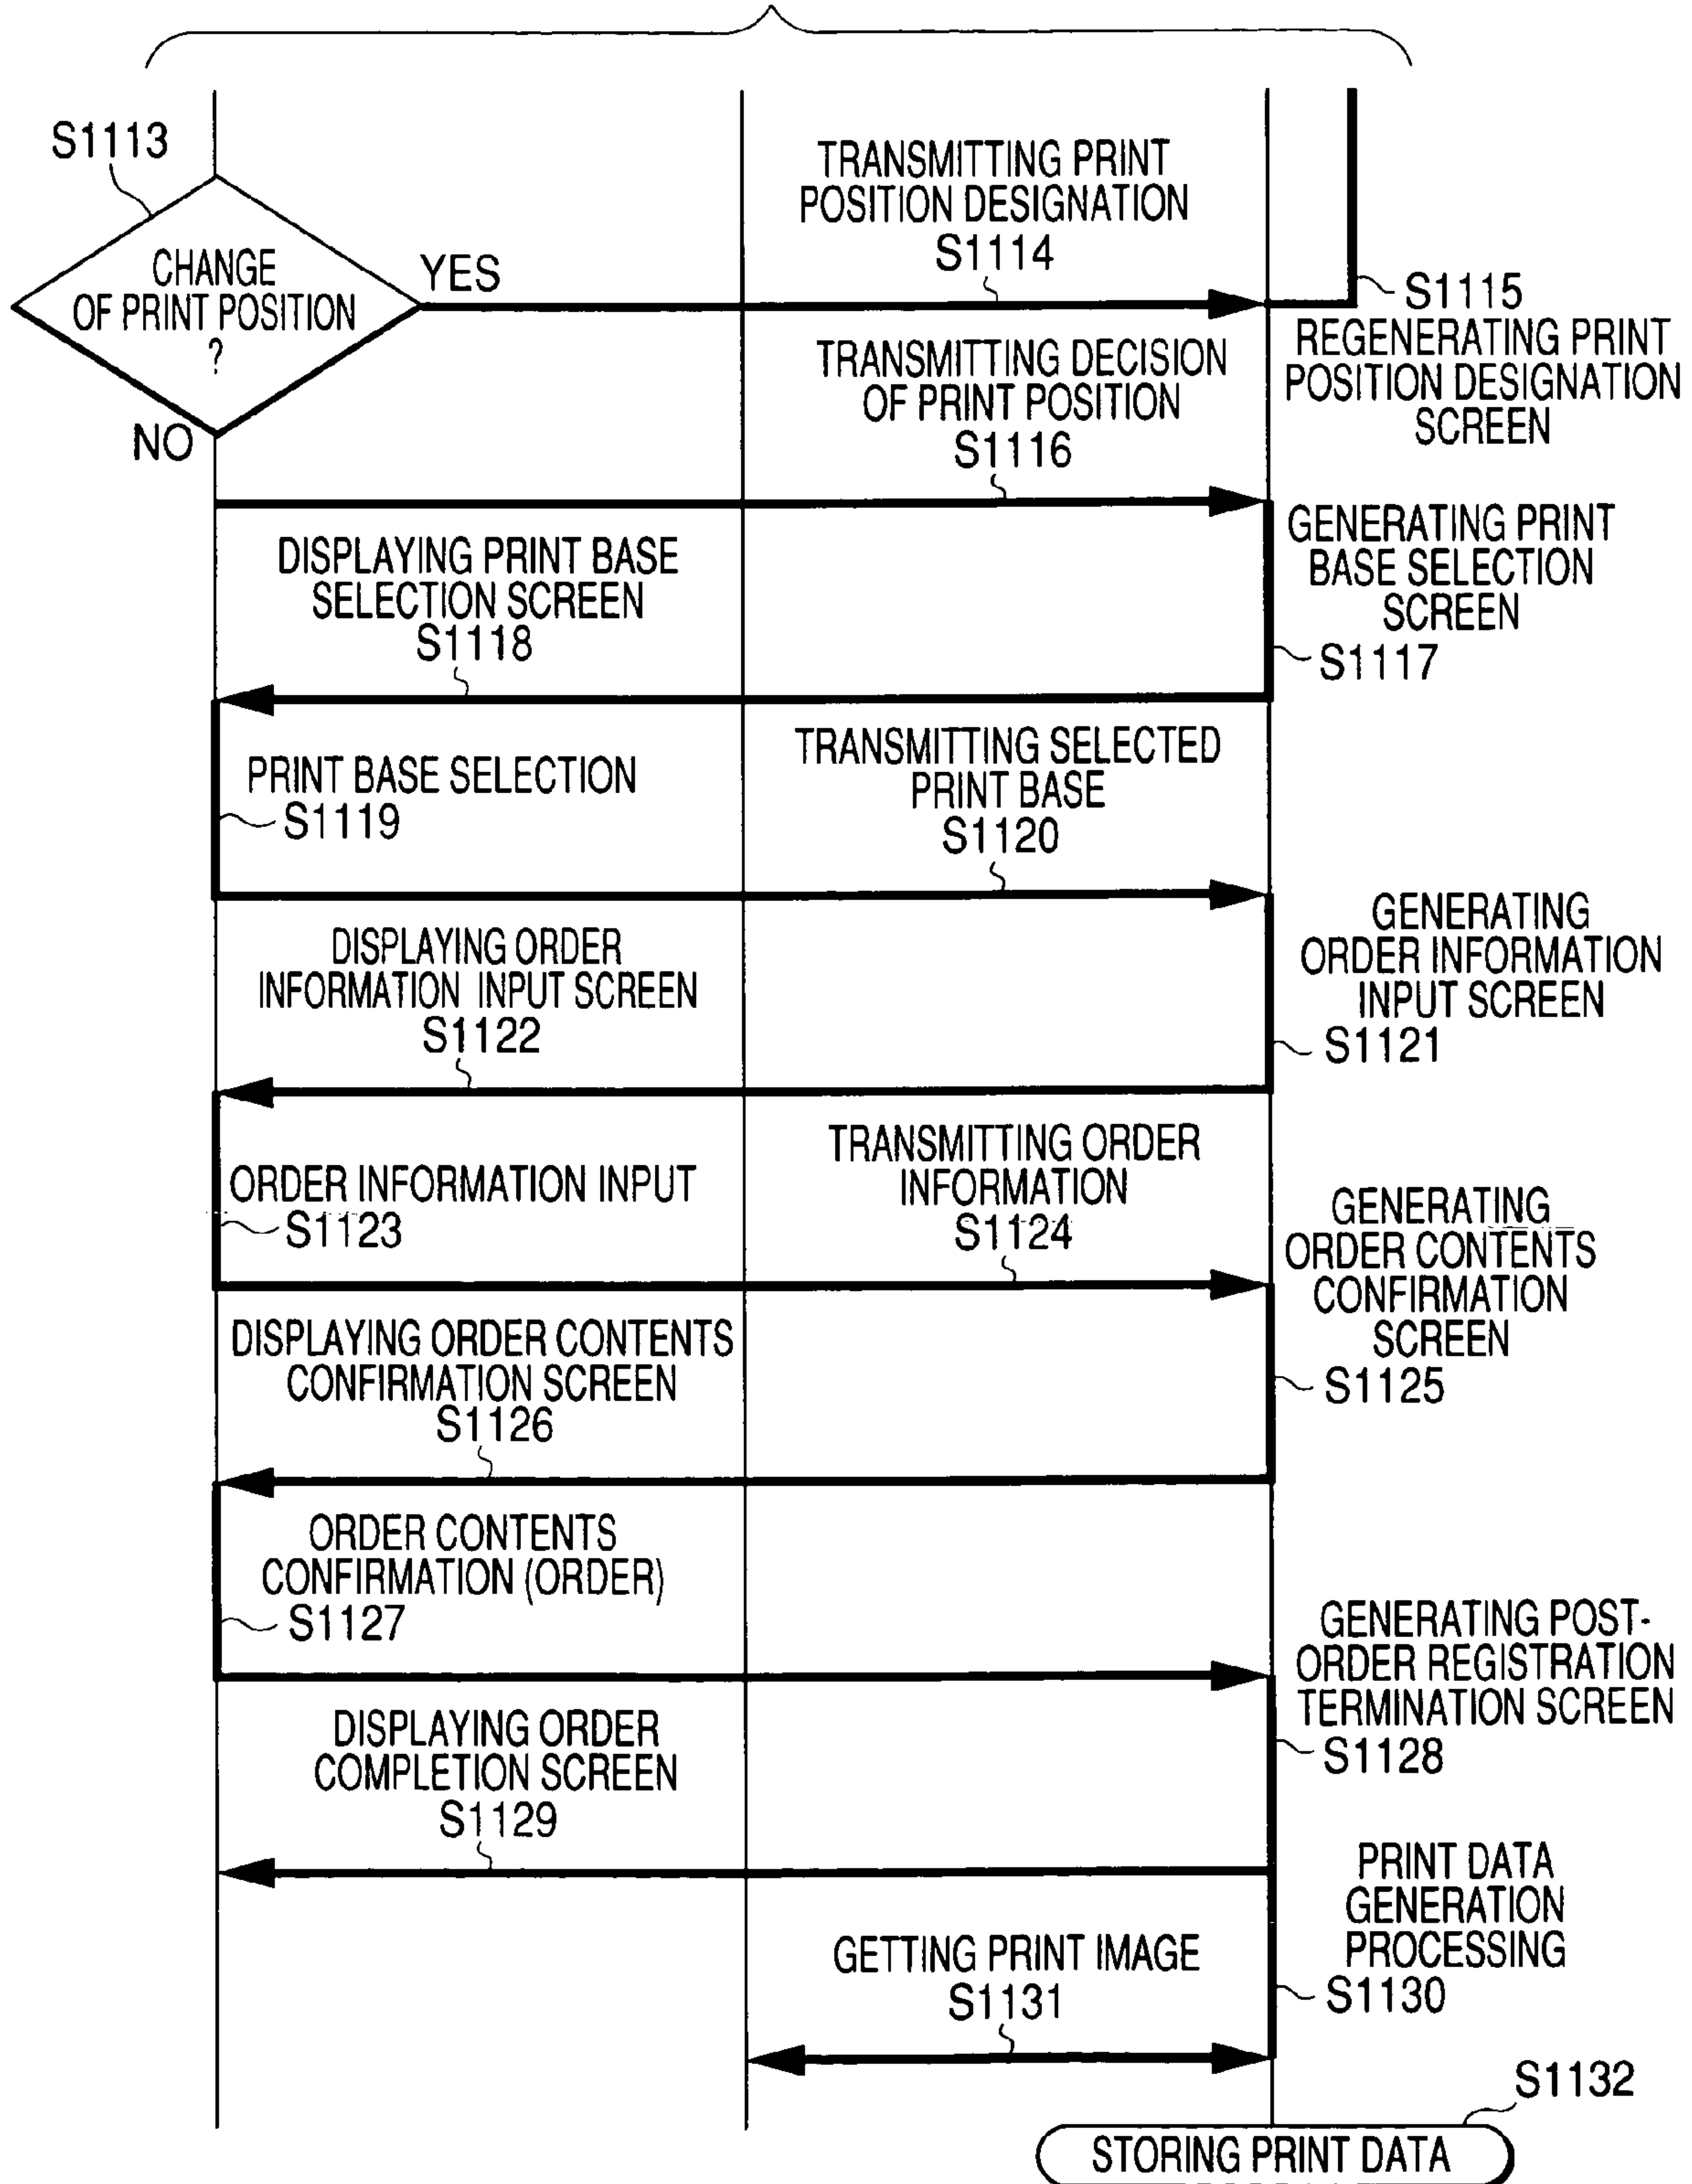 S1113
CHANGE
OF PRINT POSITION
?
YES
NO
TRANSMITTING PRINT
POSITION DESIGNATION
S1114
S1115
REGENERATING PRINT
POSITION DESIGNATION
SCREEN
TRANSMITTING DECISION
OF PRINT POSITION
S1116
GENERATING PRINT
BASE SELECTION
SCREEN
S1117
DISPLAYING PRINT BASE
SELECTION SCREEN
S1118
PRINT BASE SELECTION
S1119
TRANSMITTING SELECTED
PRINT BASE
S1120
GENERATING
ORDER INFORMATION
INPUT SCREEN
S1121
DISPLAYING ORDER
INFORMATION INPUT SCREEN
S1122
ORDER INFORMATION INPUT
S1123
TRANSMITTING ORDER
INFORMATION
S1124
GENERATING
ORDER CONTENTS
CONFIRMATION
SCREEN
S1125
DISPLAYING ORDER CONTENTS
CONFIRMATION SCREEN
S1126
ORDER CONTENTS
CONFIRMATION (ORDER)
S1127
GENERATING POST-
ORDER REGISTRATION
TERMINATION SCREEN
S1128
DISPLAYING ORDER
COMPLETION SCREEN
S1129
PRINT DATA
GENERATION
PROCESSING
S1130
GETTING PRINT IMAGE
S1131
S1132
STORING PRINT DATA